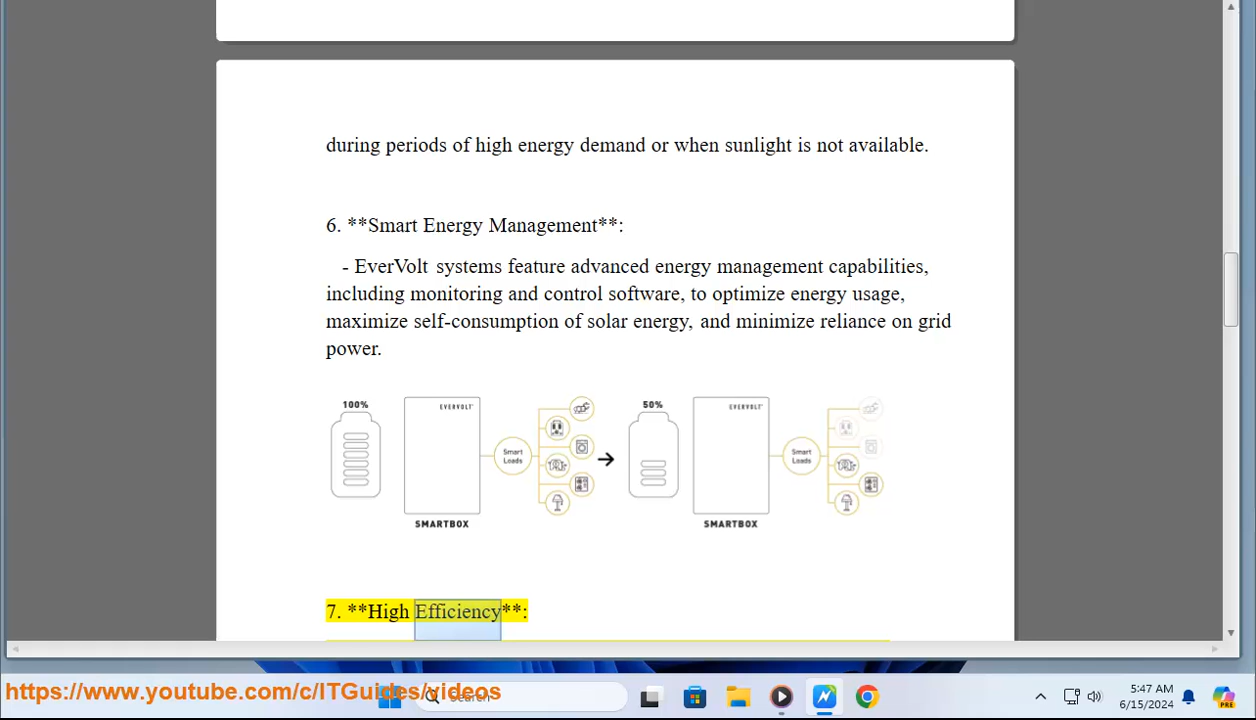 during periods of high energy demand or when sunlight is not available.
6. **Smart Energy Management**:
- EverVolt systems feature advanced energy management capabilities,
including monitoring and control software, to optimize energy usage,
maximize self-consumption of solar energy, and minimize reliance on grid
power.
100%
EVERVOLT
Smart
Loads
SMARTBOX
50%
EVERVOLT
Smart
Loads
SMARTBOX
7. **High Efficiency**:
https://www.youtube.com/c/ITGuides/videos
Search
5:47 AM
6/15/2024
PRE